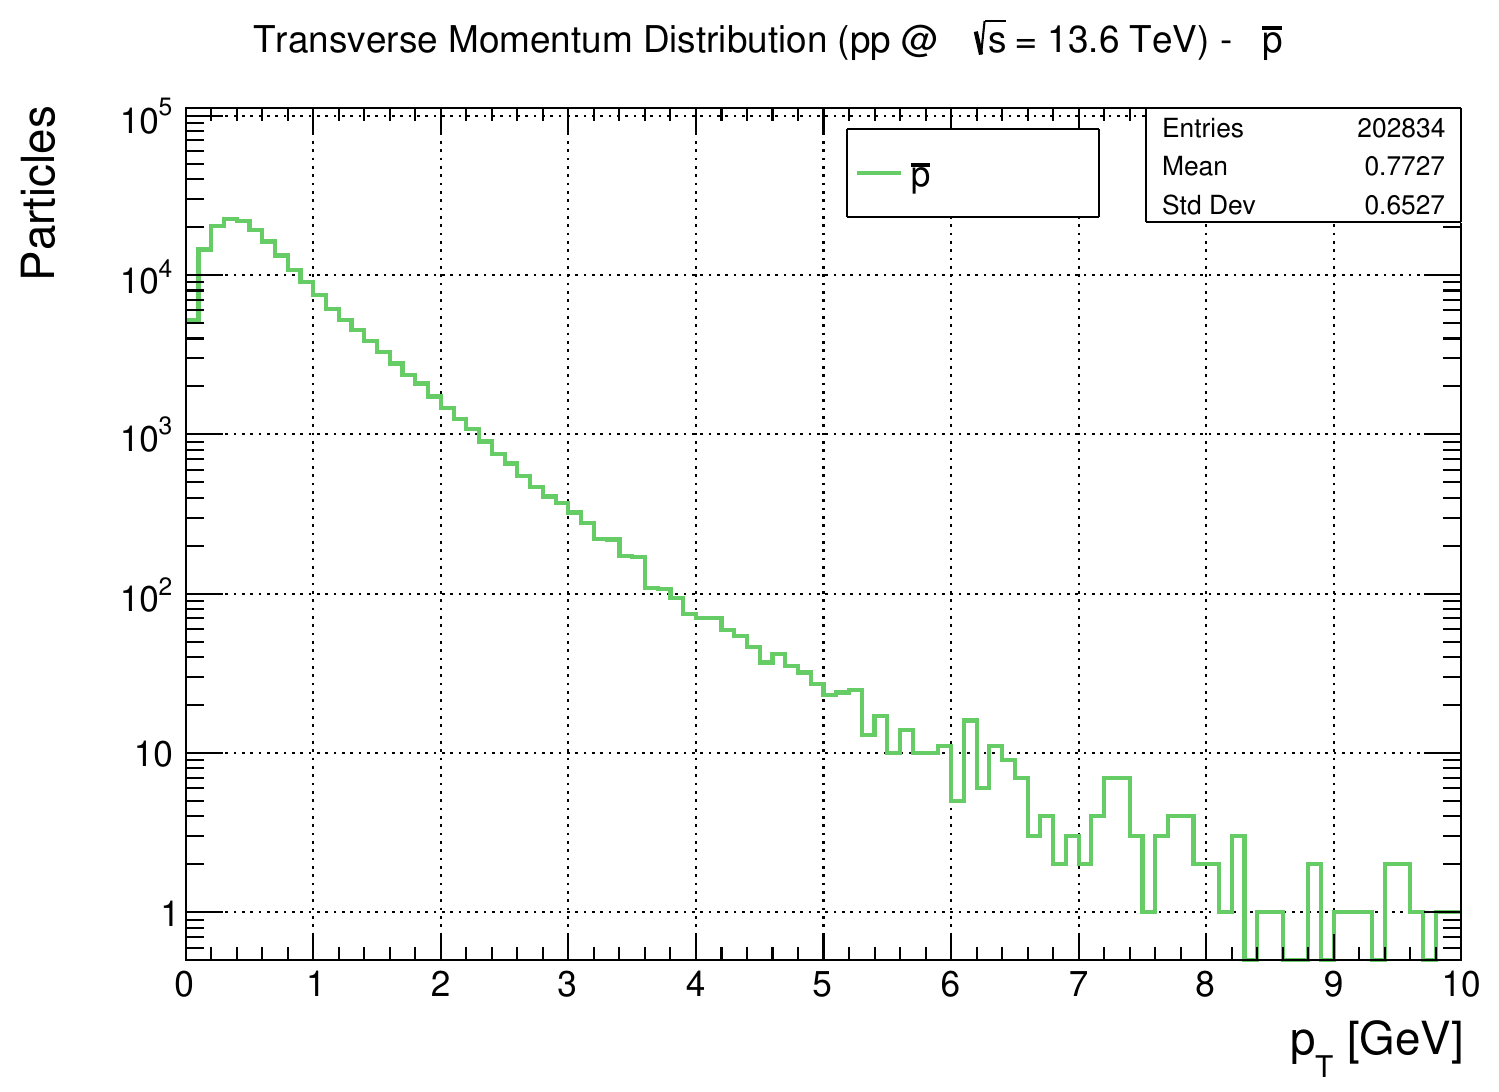 Transverse Momentum Distribution (pp @ √s = 13.6 TeV) - p̅
Particles
10⁵
10⁴
10³
10²
10
1
p̅
Entries 202834
Mean 0.7727
Std Dev 0.6527
0 1 2 3 4 5 6 7 8 9 10
p_T [GeV]